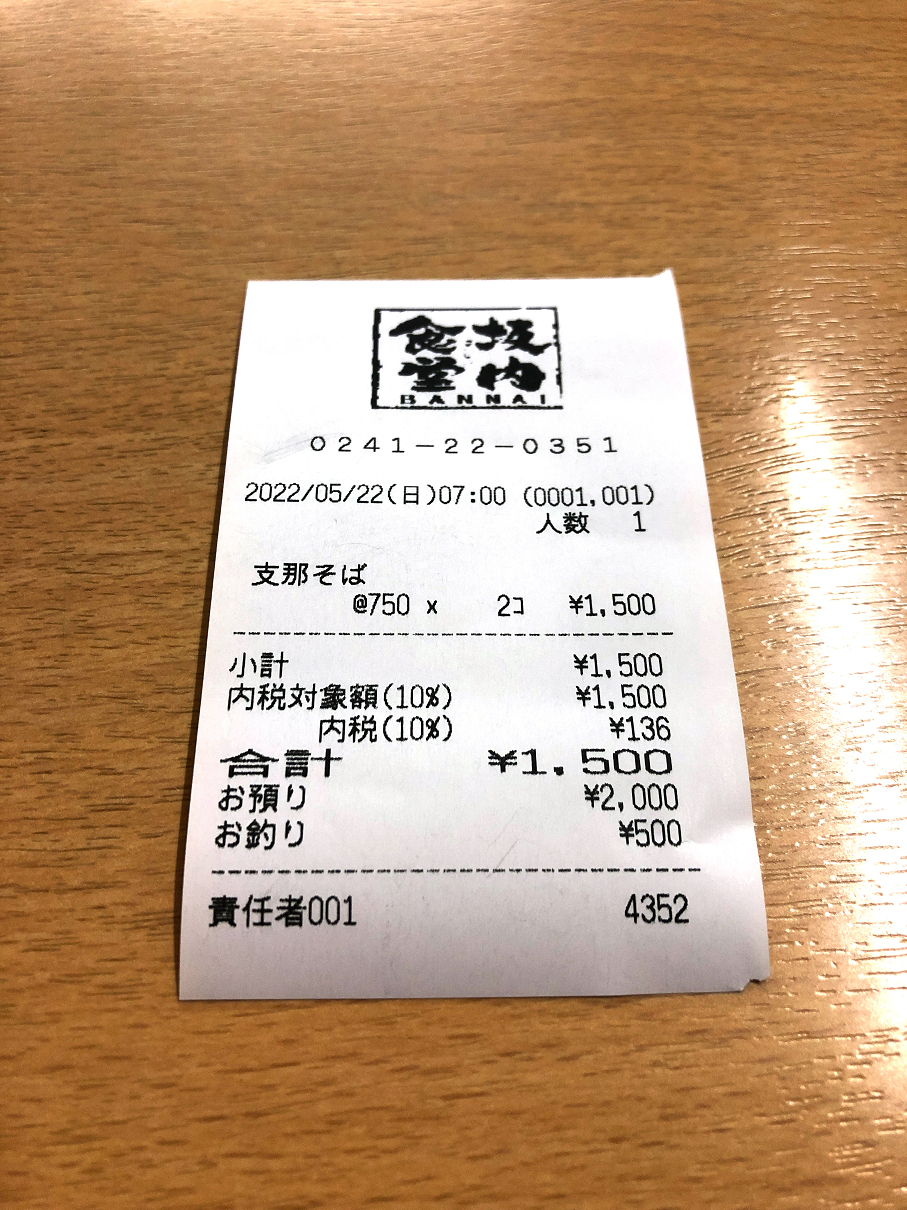 坂内
食堂
BANNAI
0241-22-0351
2022/05/22(日)07:00 (0001,001)
人数 1
支那そば
@750 x 2コ ¥1,500
小計 ¥1,500
内税対象額(10%) ¥1,500
内税(10%) ¥136
合計 ¥1,500
お預り ¥2,000
お釣り ¥500
責任者001 4352